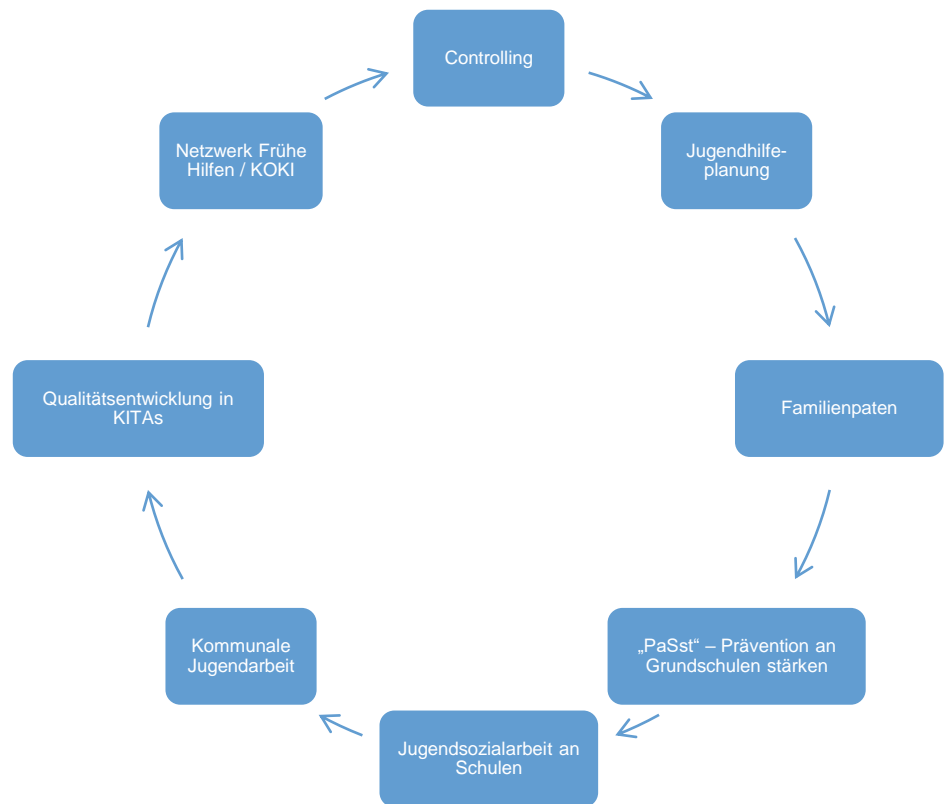 Controlling
Jugendhilfe-
planung
Familienpaten
„PaSst“ – Prävention an
Grundschulen stärken
Jugendsozialarbeit an
Schulen
Kommunale
Jugendarbeit
Qualitätsentwicklung in
KITAs
Netzwerk Frühe
Hilfen / KOKI